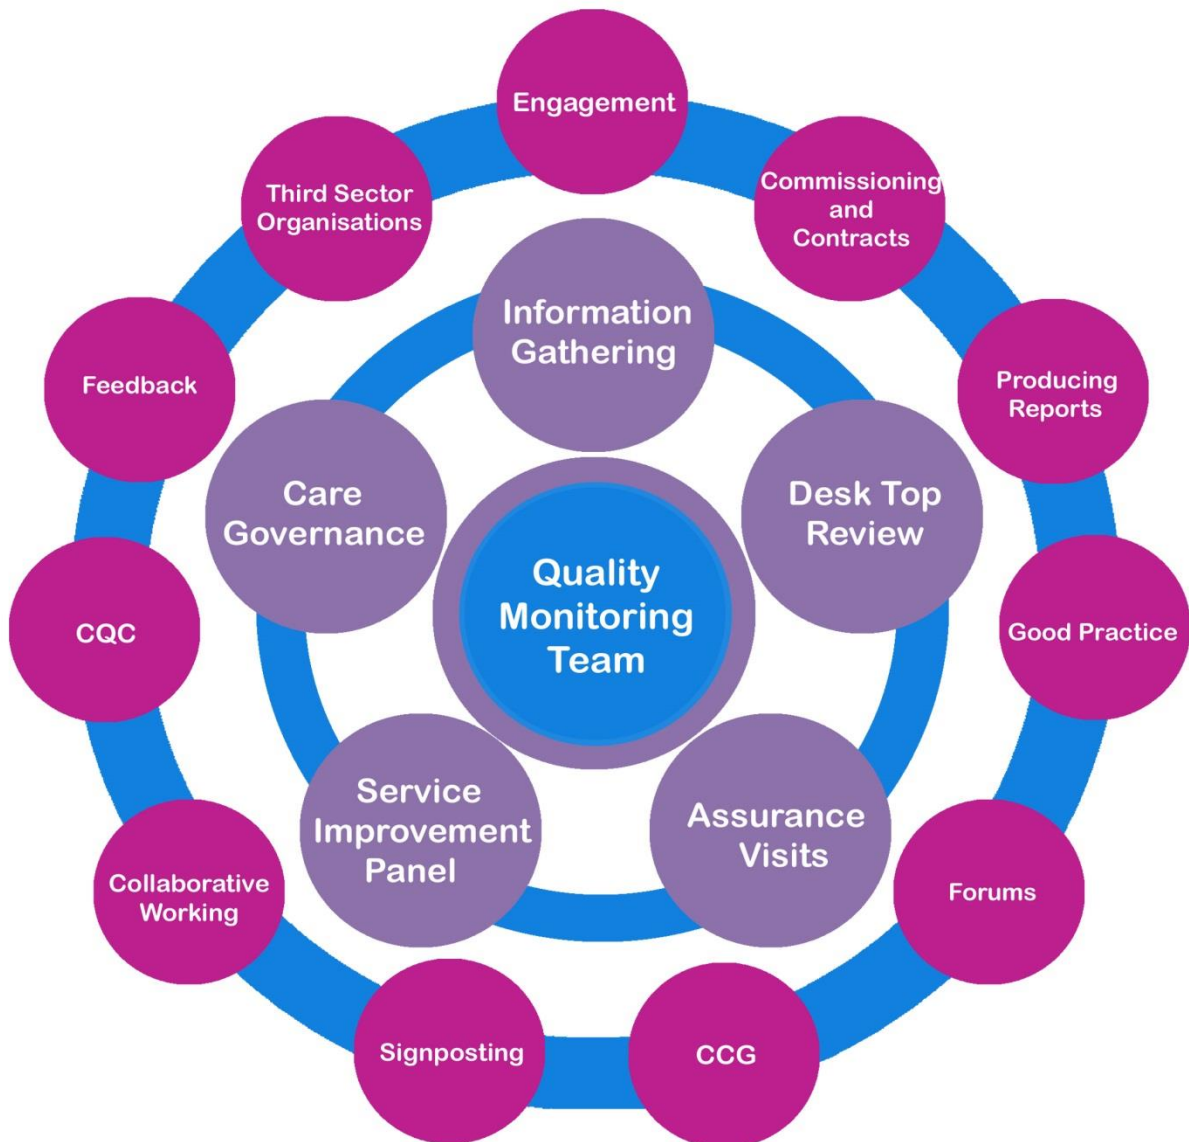 Engagement
Commissioning
and
Contracts
Producing
Reports
Good Practice
Forums
CCG
Signposting
Collaborative
Working
CQC
Feedback
Third Sector
Organisations
Information
Gathering
Desk Top
Review
Assurance
Visits
Service
Improvement
Panel
Care
Governance
Quality
Monitoring
Team